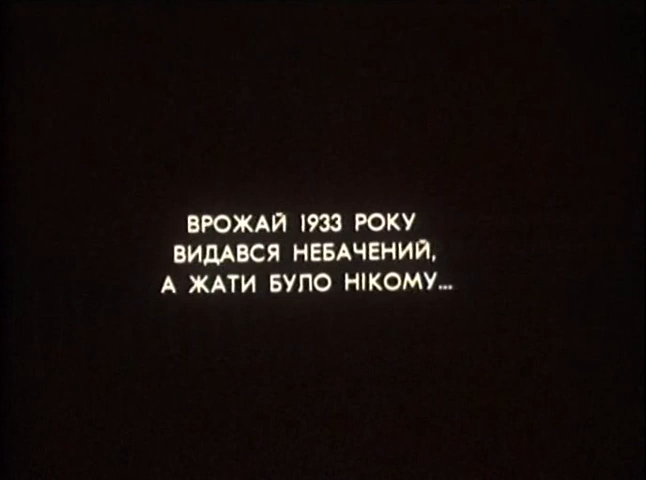 ВРОЖАЙ 1933 РОКУ
ВИДАВСЯ НЕБАЧЕНИЙ,
А ЖАТИ БУЛО НІКОМУ...